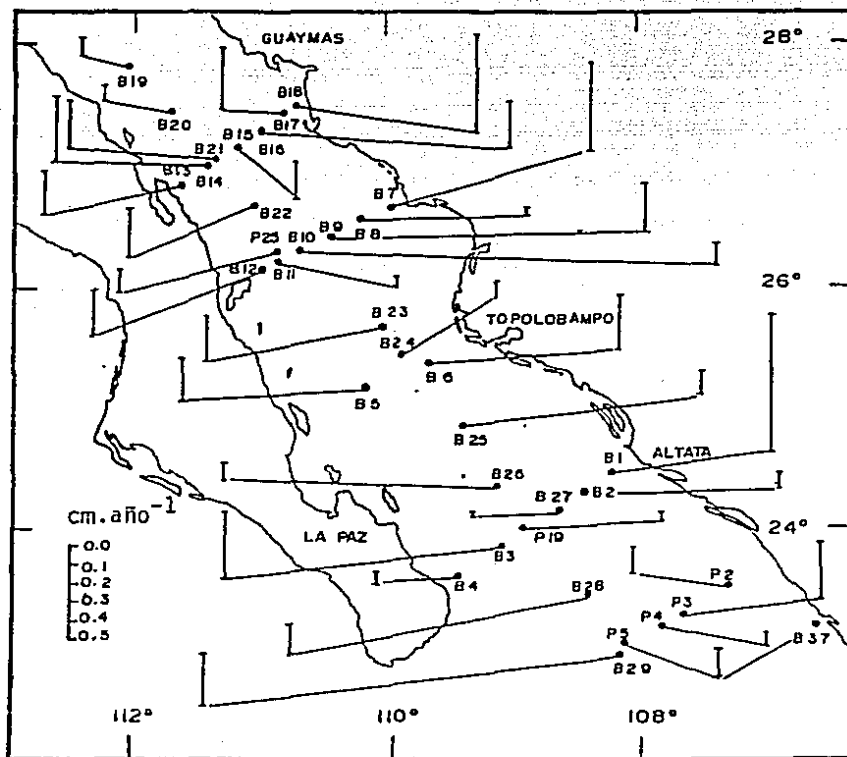 GUAYMAS
28°
B19
B18
B20
B17
B15
B16
B21
B14
B13
B7
B22
B9
B8
P25
B10
B12
B11
26°
B23
TOPOLOBAMPO
B24
B6
B5
B25
B1
ALTATA
B26
B2
B27
cm.año-1
LA PAZ
P19
24°
0.0
0.1
0.2
0.3
0.4
0.5
B3
B4
B28
P2
P3
P4
B37
P5
B29
112°
110°
108°